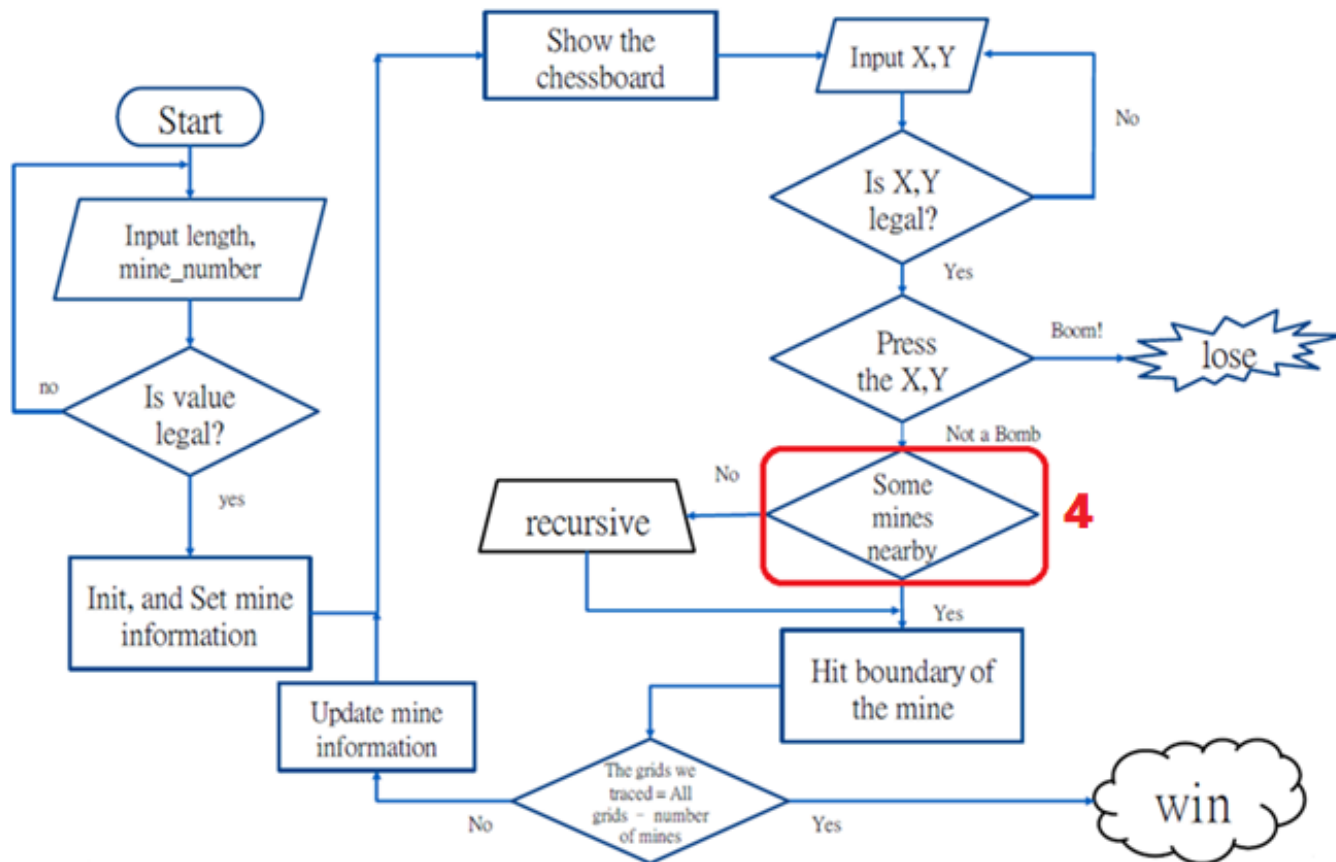 Start
Input length,
mine_number
Is value
legal?
no
yes
Init, and Set mine
information
Show the
chessboard
Input X,Y
No
Is X,Y
legal?
Yes
Press
the X,Y
Boom!
lose
Not a Bomb
Some
mines
nearby
4
No
recursive
Yes
Hit boundary of
the mine
Update mine
information
The grids we
traced = All
grids - number
of mines
No
Yes
win